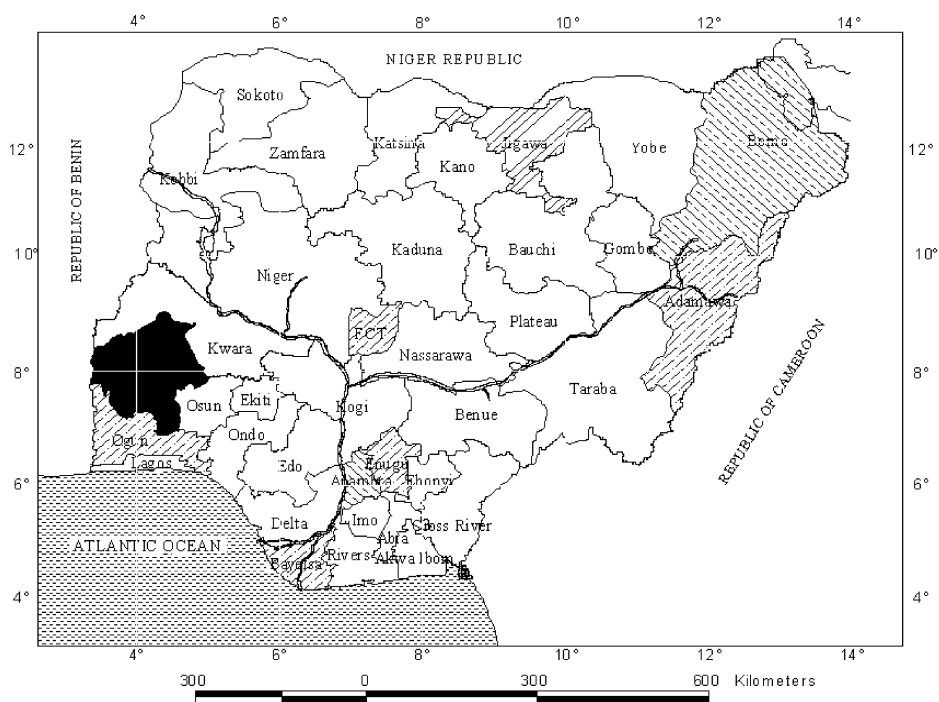 4° 6° 8° 10° 12° 14°
NIGER REPUBLIC
Sokoto
12° Zamfara Katsina Jigawa Yobe Borno 12°
Kano
Kebbi
REPUBLIC OF BENIN
10° Kaduna Bauchi Gombe 10°
Niger
Adamawa
FCT Plateau
Kwara Nassarawa
8° Taraba 8°
Osun Ekiti Kogi Benue
REPUBLIC OF CAMEROON
Ogun Ondo
Lagos Edo Anambra Enugu Ebonyi
6° 6°
Delta Imo Cross River
ATLANTIC OCEAN Abia
Bayelsa Rivers Akwa Ibom
4° 4°
4° 6° 8° 10° 12° 14°
300 0 300 600 Kilometers